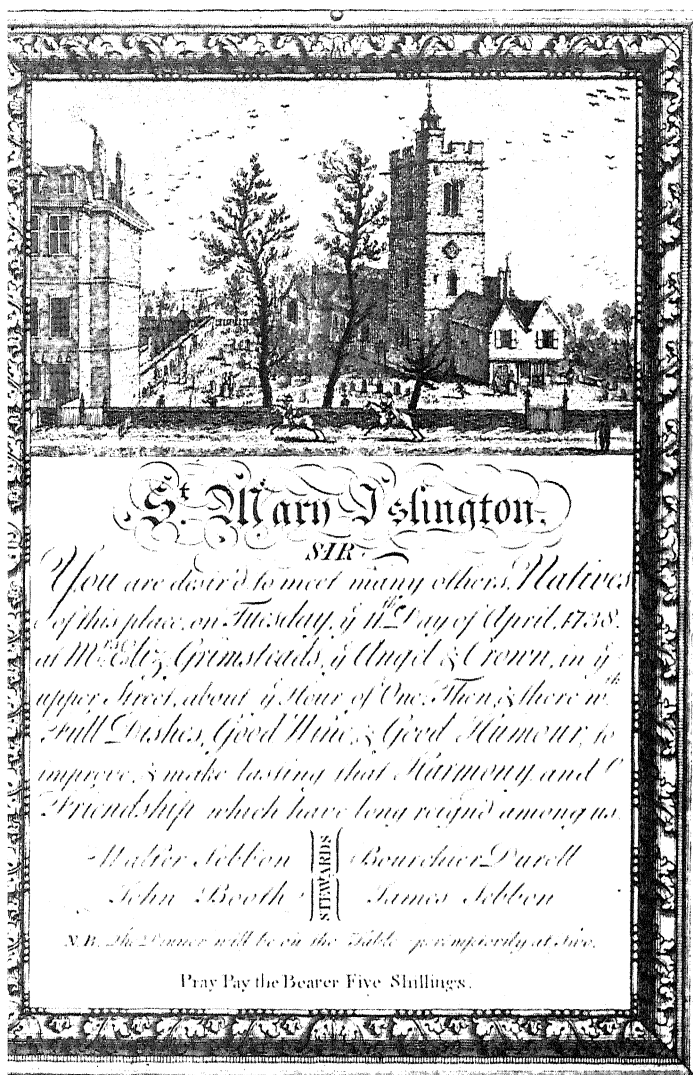 St. Mary Islington.
SIR
You are desir'd to meet many others, Natives
of this place, on Tuesday, ye 11th Day of April, 1738.
at Mrs. Eliz. Grimsteads, ye Angel & Crown, in ye
upper Street, about ye Hour of One. Then, & there wth.
Full Dishes, Good Wine, & Good Humour, to
improve, & make lasting that Harmony, and
Friendship which have long reign'd among us.
Walter Sebbon STEWARDS Bourchier Durell
John Booth James Sebbon
N.B. The Dinner will be on the Table peremptorily at Two.
Pray Pay the Bearer Five Shillings.